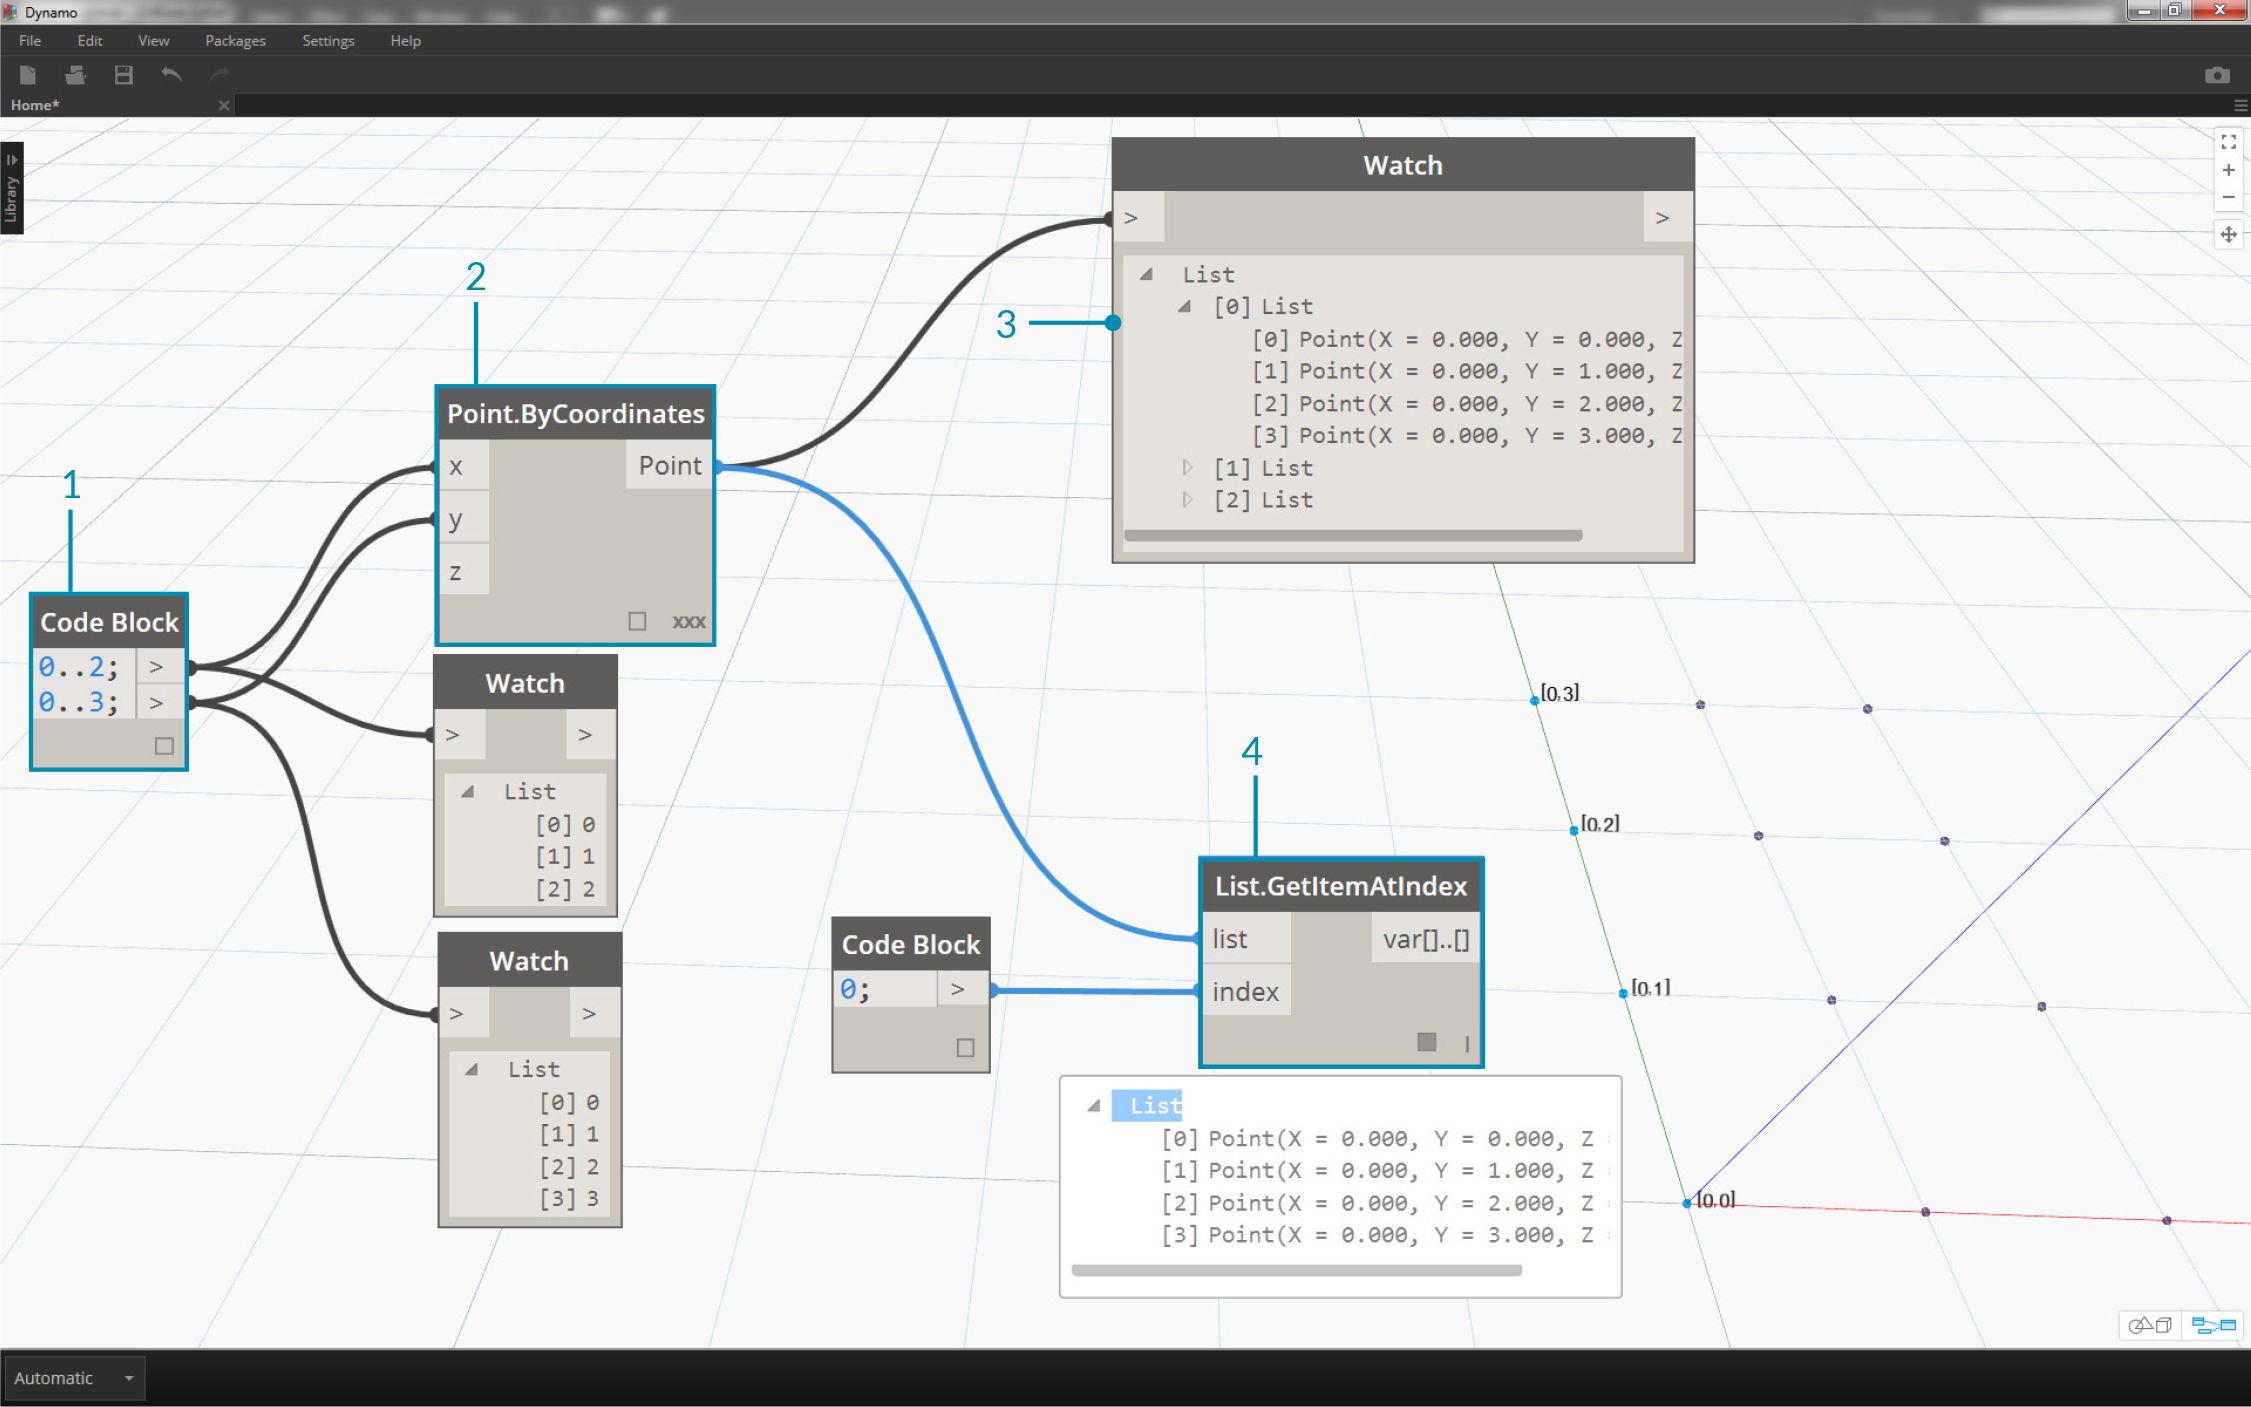 Dynamo
File Edit View Packages Settings Help
Home*
Library
Watch
> >
List
[0] List
[0] Point(X = 0.000, Y = 0.000, Z
[1] Point(X = 0.000, Y = 1.000, Z
[2] Point(X = 0.000, Y = 2.000, Z
[3] Point(X = 0.000, Y = 3.000, Z
[1] List
[2] List
3
2
Point.ByCoordinates
x Point
y
z
xxx
1
Code Block
0..2; >
0..3; >
Watch
> >
List
[0] 0
[1] 1
[2] 2
Watch
> >
List
[0] 0
[1] 1
[2] 2
[3] 3
Code Block
0; >
4
List.GetItemAtIndex
list var[]..[]
index
List
[0] Point(X = 0.000, Y = 0.000, Z
[1] Point(X = 0.000, Y = 1.000, Z
[2] Point(X = 0.000, Y = 2.000, Z
[3] Point(X = 0.000, Y = 3.000, Z
[0,3]
[0,2]
[0,1]
[0,0]
Automatic